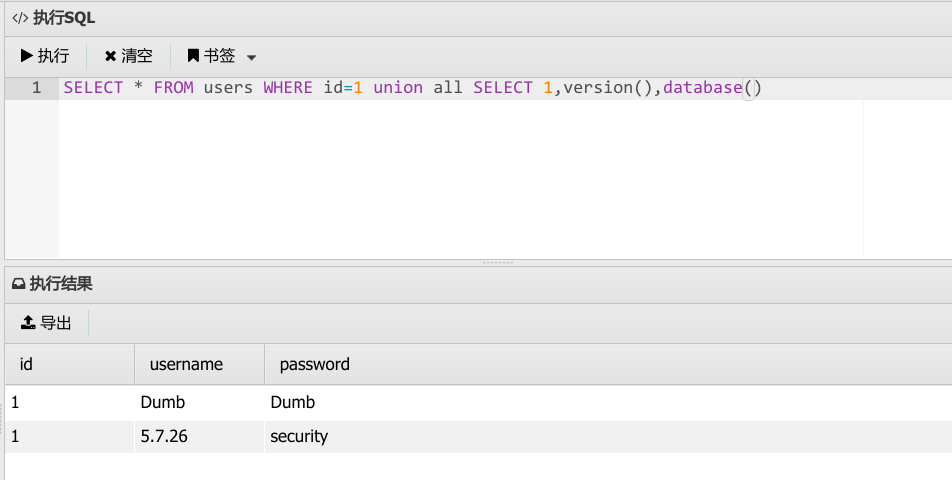 </> 执行SQL
执行 清空 书签
1 SELECT * FROM users WHERE id=1 union all SELECT 1,version(),database()
执行结果
导出
id username password
1 Dumb Dumb
1 5.7.26 security